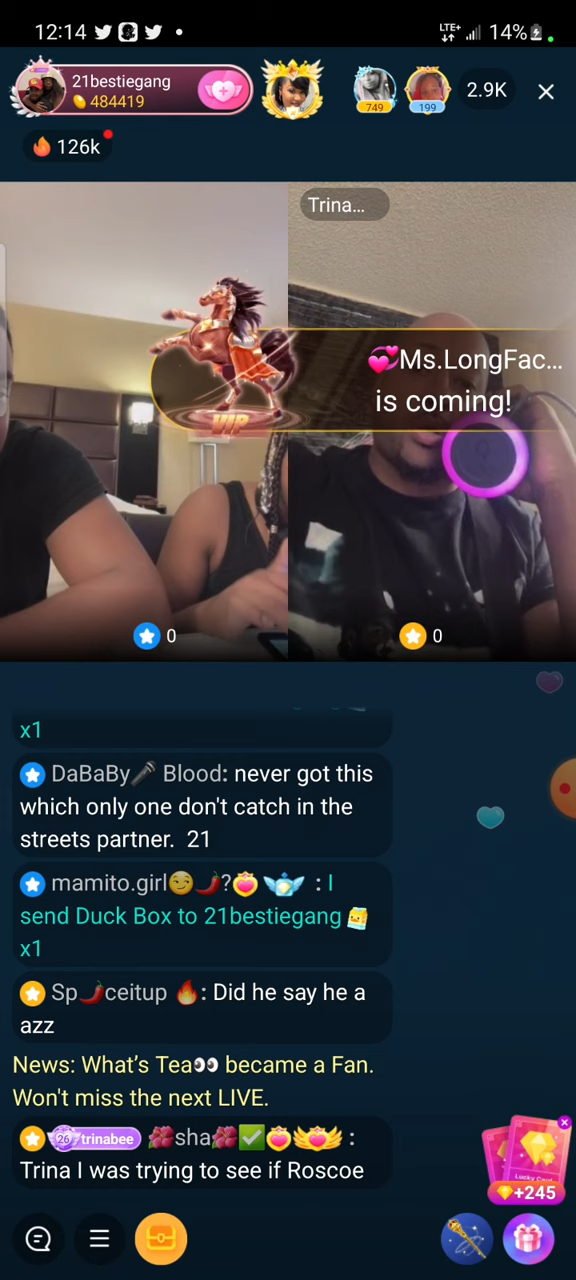 12:14
LTE+
14%
21bestiegang
484419
749
199
2.9K
126k
Trina...
💞Ms.LongFac...
is coming!
VIP
0
0
x1
DaBaBy🎤 Blood: never got this
which only one don't catch in the
streets partner. 21
mamito.girl😏🌶️?: I
send Duck Box to 21bestiegang
x1
Sp🌶️ceitup 🔥: Did he say he a
azz
News: What's Tea👀 became a Fan.
Won't miss the next LIVE.
26 trinabee 🌺sha🌺✅ :
Trina I was trying to see if Roscoe
Lucky Card
+245